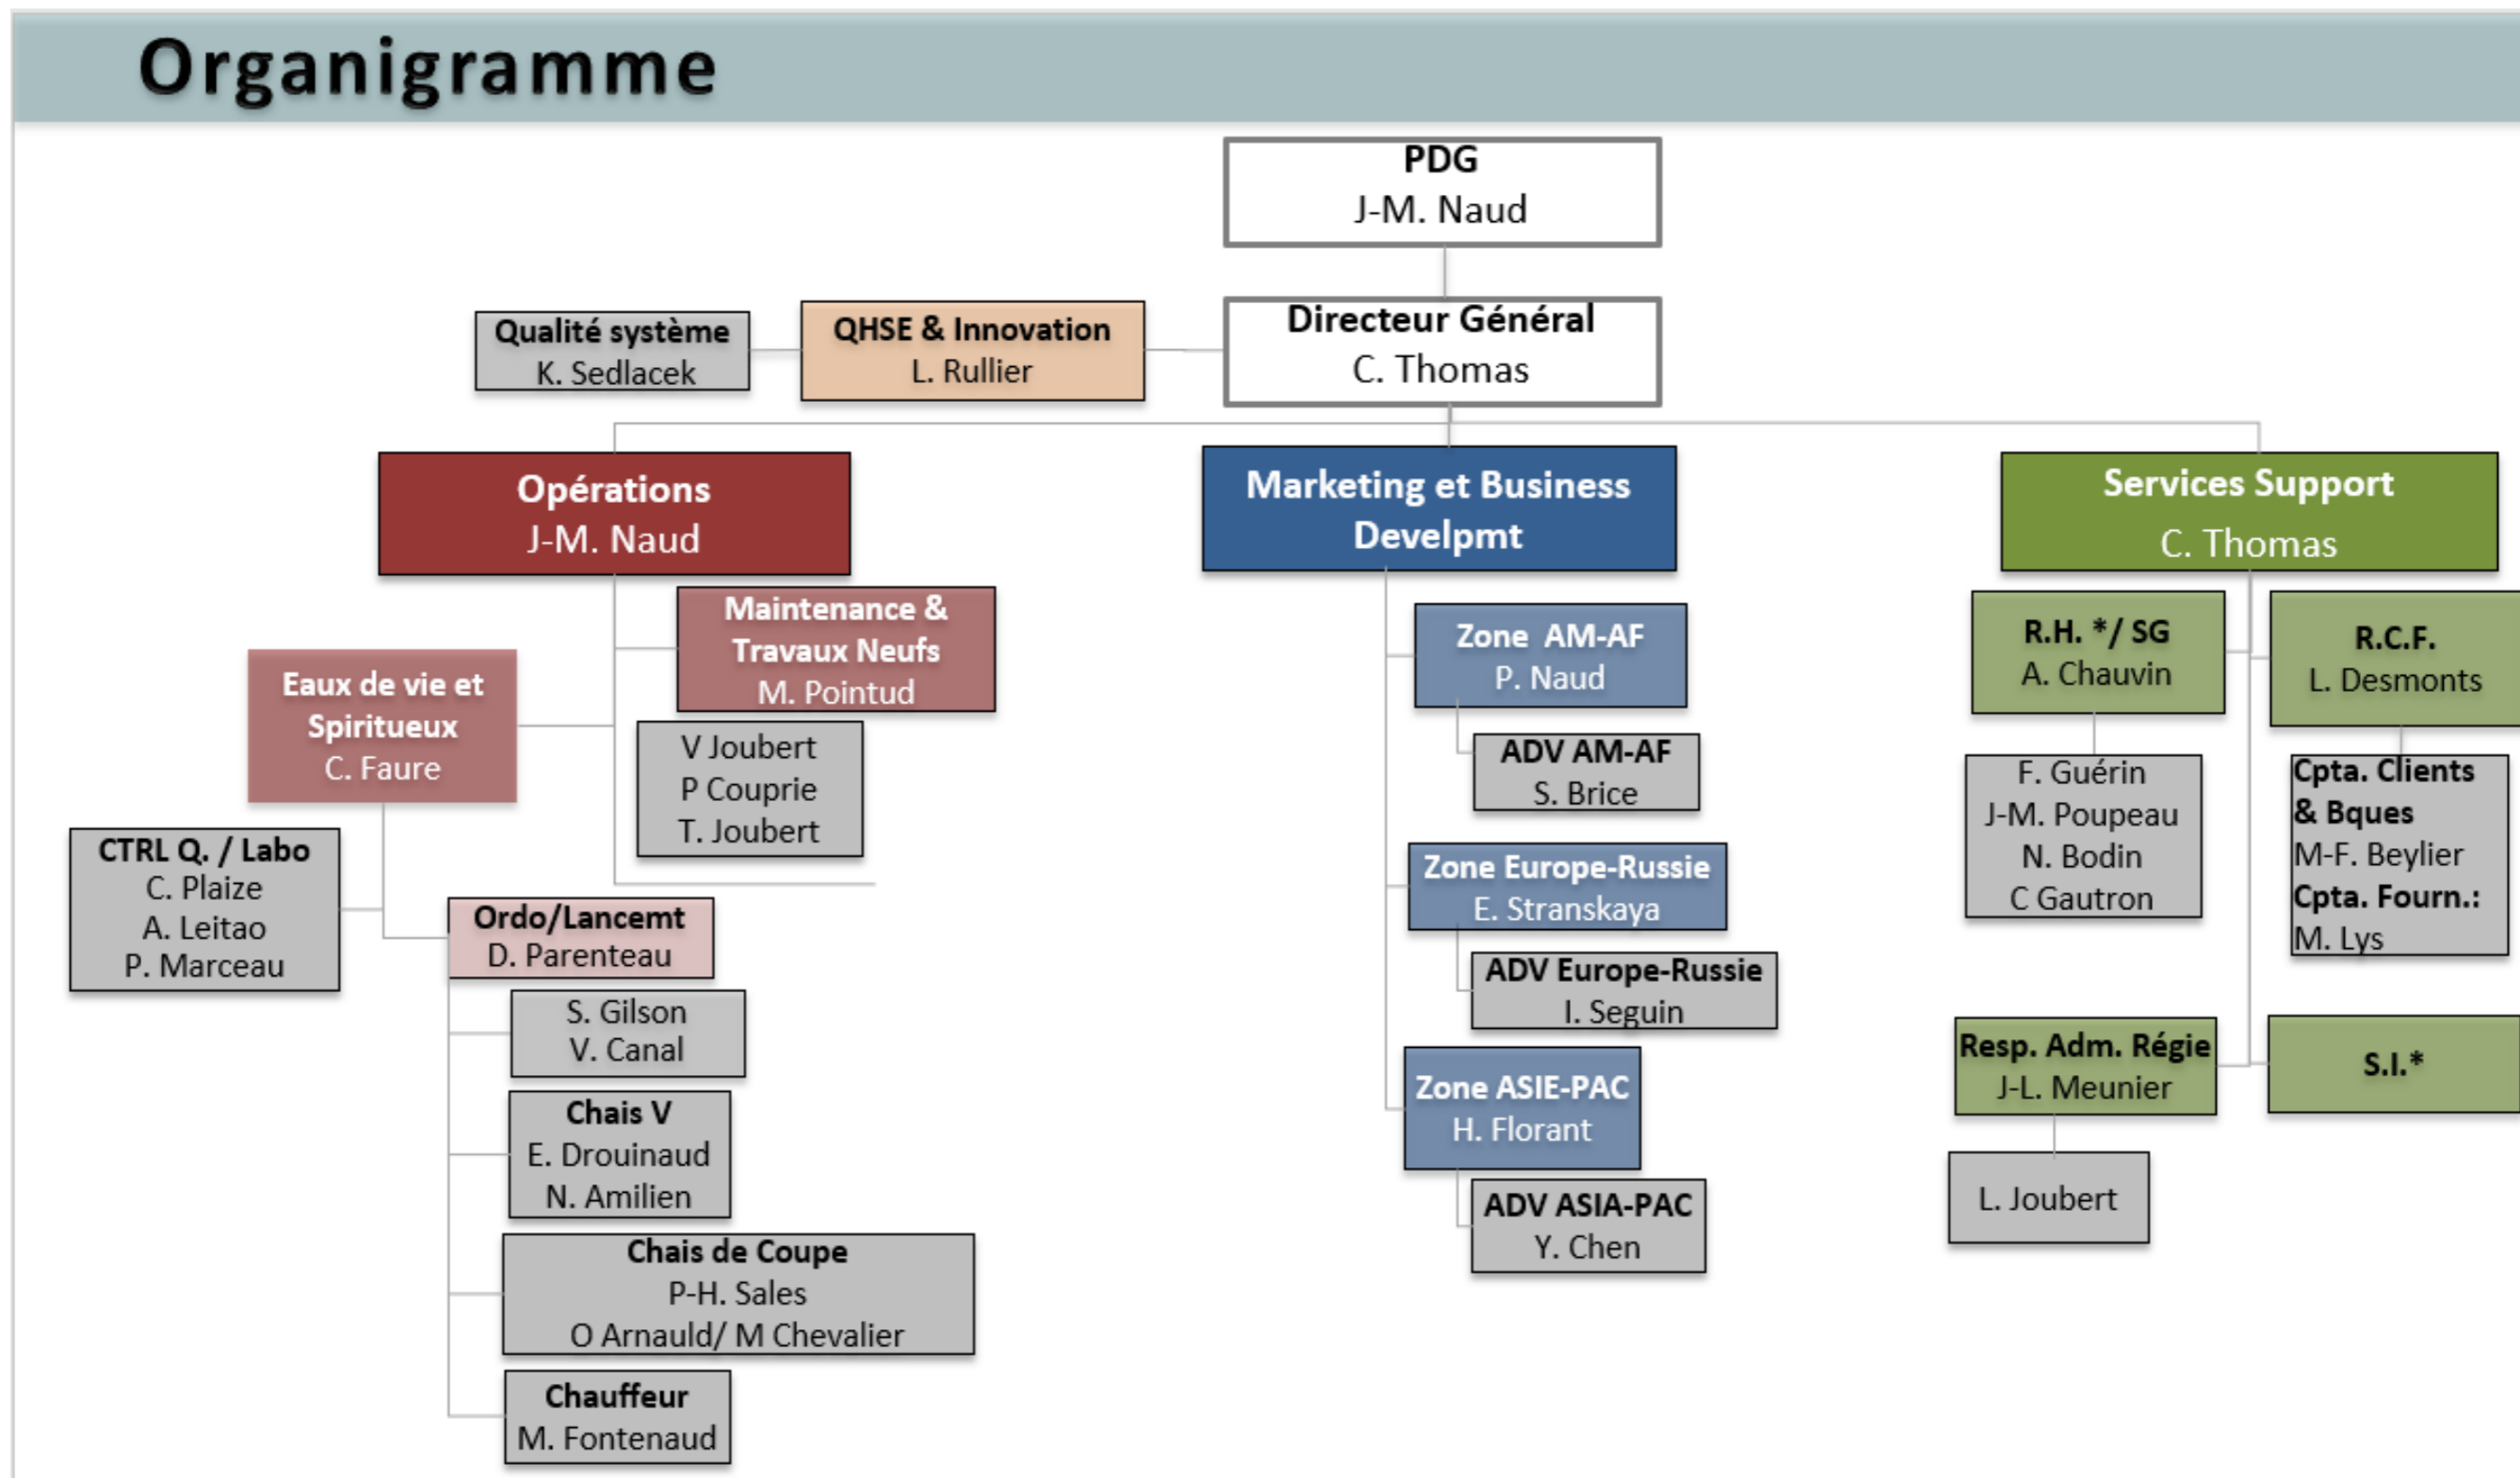 Organigramme
PDG
J-M. Naud
Directeur Général
C. Thomas
QHSE & Innovation
L. Rullier
Qualité système
K. Sedlacek
Opérations
J-M. Naud
Maintenance &
Travaux Neufs
M. Pointud
V Joubert
P Couprie
T. Joubert
Eaux de vie et
Spiritueux
C. Faure
CTRL Q. / Labo
C. Plaize
A. Leitao
P. Marceau
Ordo/Lancemt
D. Parenteau
S. Gilson
V. Canal
Chais V
E. Drouinaud
N. Amilien
Chais de Coupe
P-H. Sales
O Arnauld/ M Chevalier
Chauffeur
M. Fontenaud
Marketing et Business
Develpmt
Zone AM-AF
P. Naud
ADV AM-AF
S. Brice
Zone Europe-Russie
E. Stranskaya
ADV Europe-Russie
I. Seguin
Zone ASIE-PAC
H. Florant
ADV ASIA-PAC
Y. Chen
Services Support
C. Thomas
R.H. */ SG
A. Chauvin
F. Guérin
J-M. Poupeau
N. Bodin
C Gautron
R.C.F.
L. Desmonts
Cpta. Clients
& Bques
M-F. Beylier
Cpta. Fourn.:
M. Lys
Resp. Adm. Régie
J-L. Meunier
L. Joubert
S.I.*